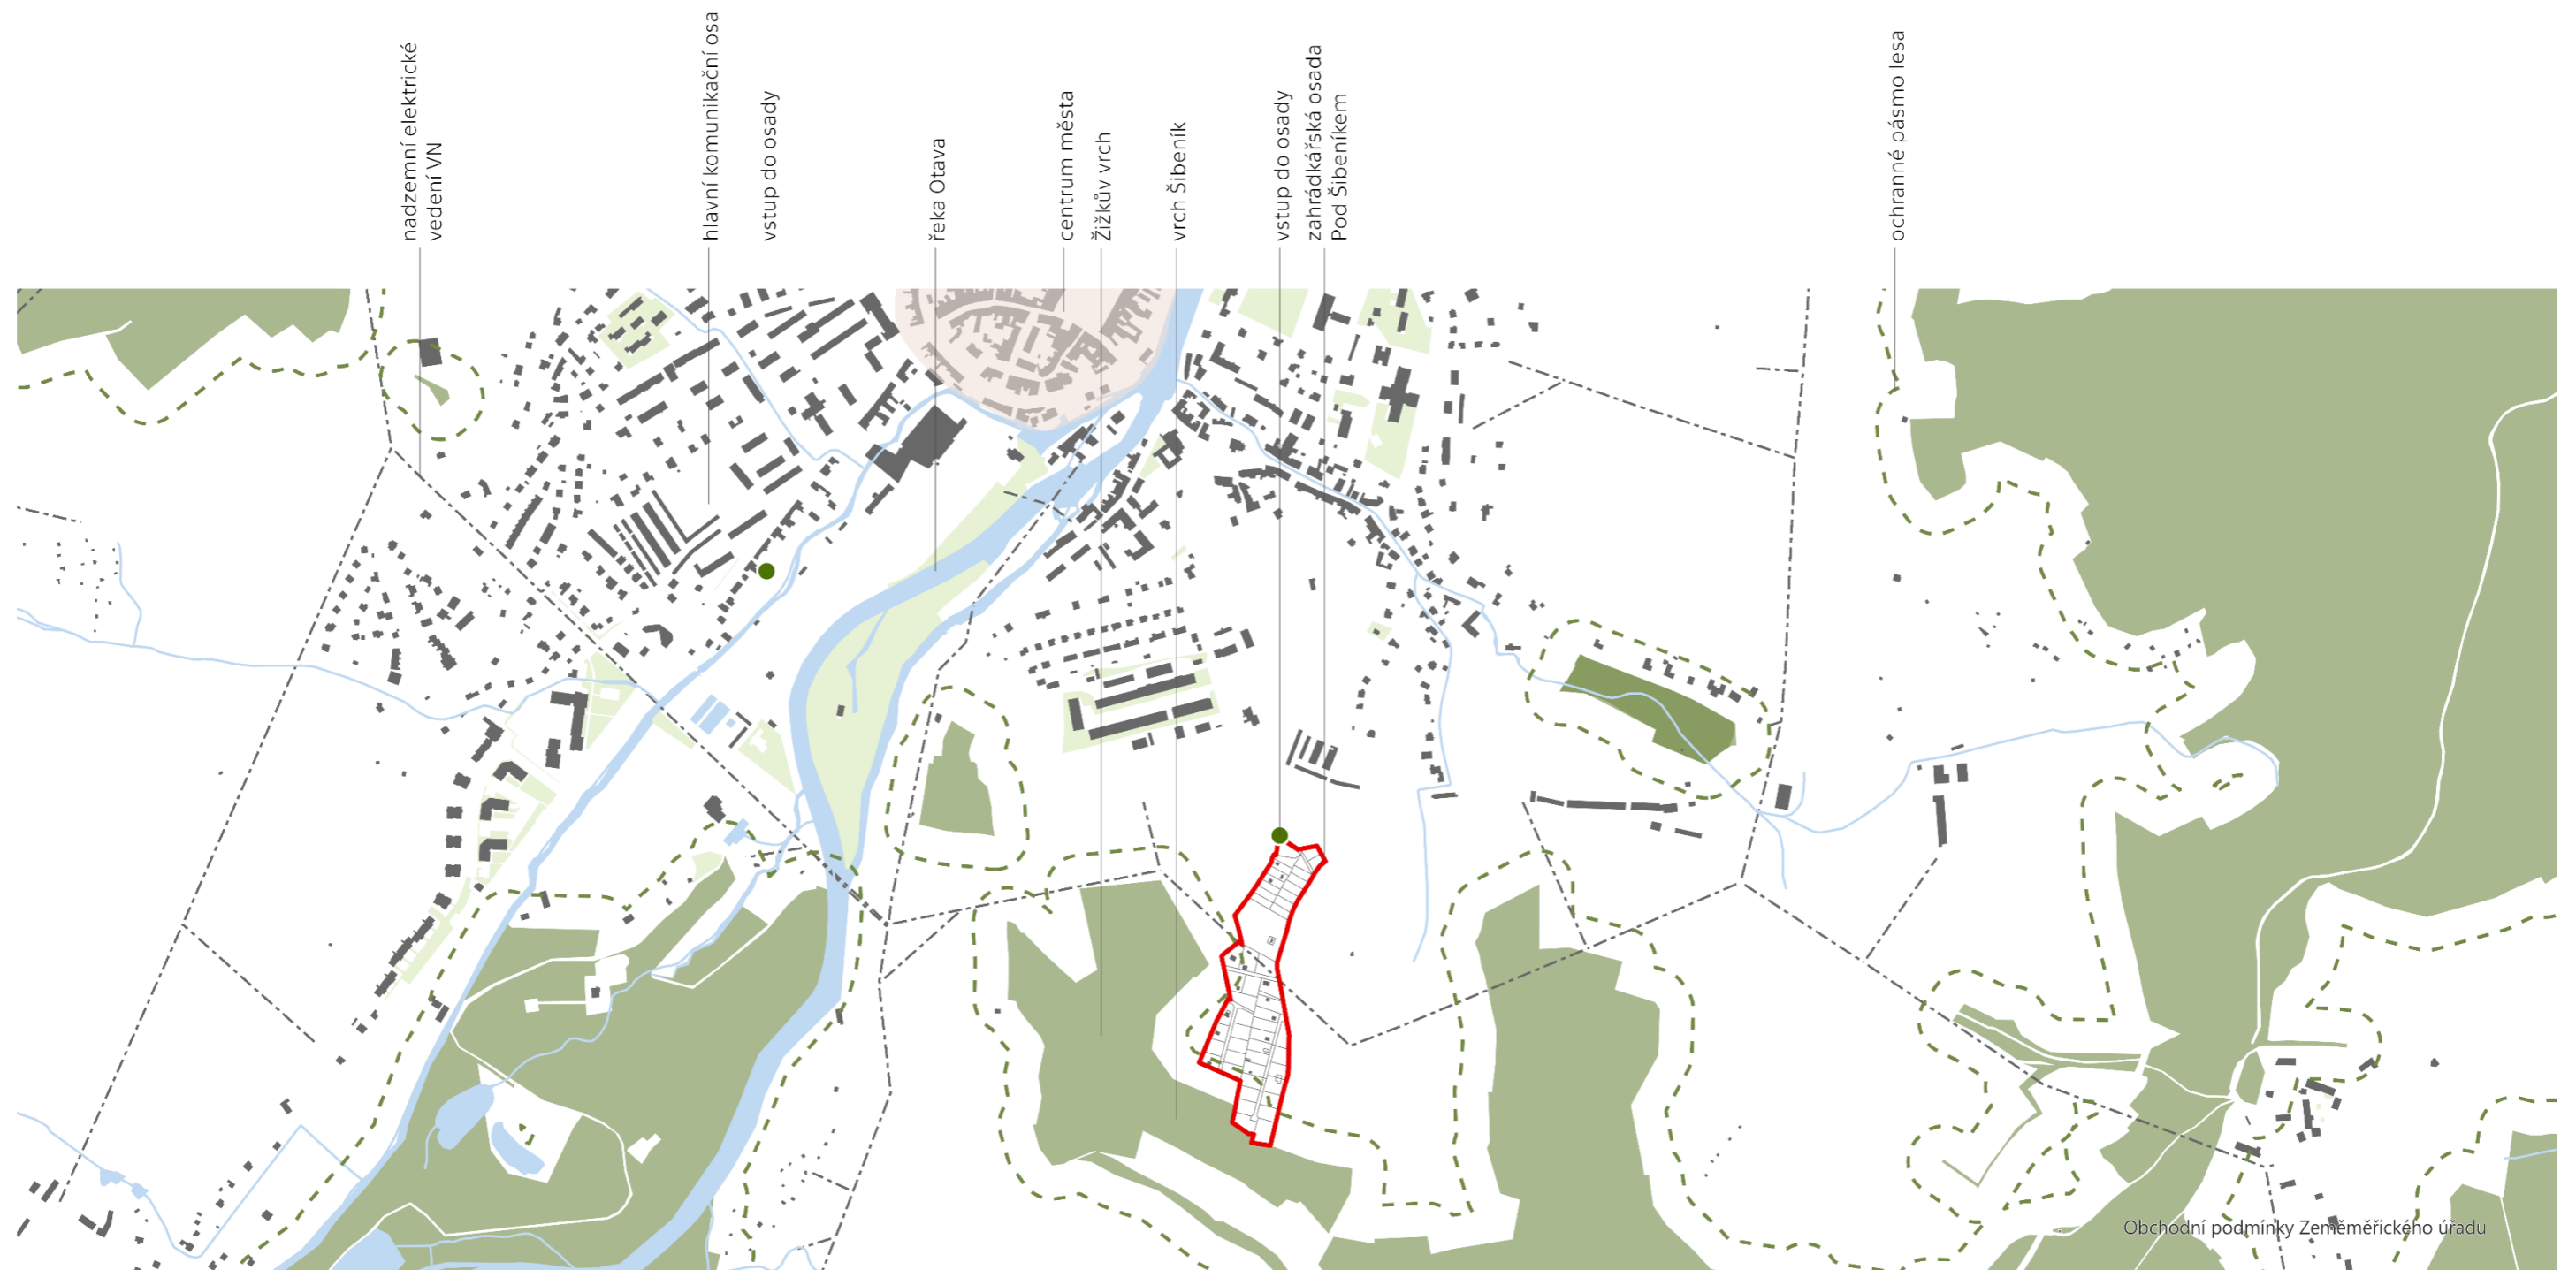 nadzemní elektrické
vedení VN
hlavní komunikační osa
vstup do osady
řeka Otava
centrum města
Žižkův vrch
vrch Šibeník
vstup do osady
zahrádkářská osada
Pod Šibeníkem
ochranné pásmo lesa
Obchodní podmínky Zeměměřického úřadu